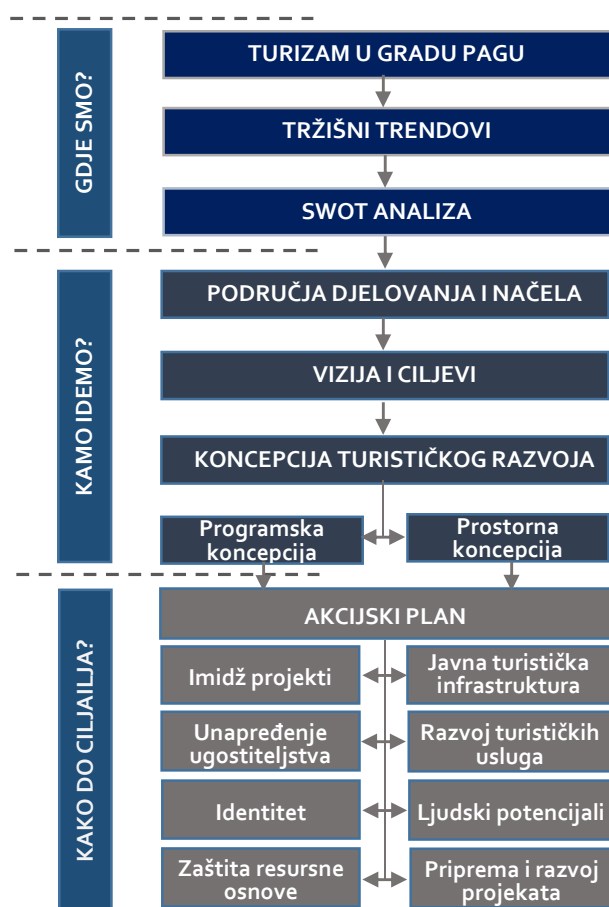 GDJE SMO?
TURIZAM U GRADU PAGU
TRŽIŠNI TRENDOVI
SWOT ANALIZA
KAMO IDEMO?
PODRUČJA DJELOVANJA I NAČELA
VIZIJA I CILJEVI
KONCEPCIJA TURISTIČKOG RAZVOJA
Programska
koncepcija
Prostorna
koncepcija
KAKO DO CILJAILJA?
AKCIJSKI PLAN
Imidž projekti
Javna turistička
infrastruktura
Unapređenje
ugostiteljstva
Razvoj turističkih
usluga
Identitet
Ljudski potencijali
Zaštita resursne
osnove
Priprema i razvoj
projekata